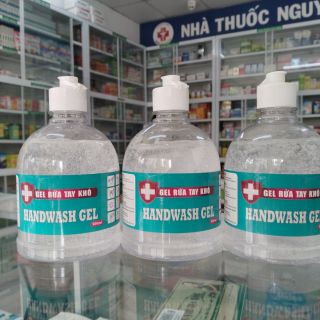 NHÀ THUỐC NGUY
GEL RỬA TAY KHÔ
HANDWASH GEL
GEL RỬA TAY KHÔ
HANDWASH GEL
500ml
GEL RỬA TAY KHÔ
HANDWASH GEL